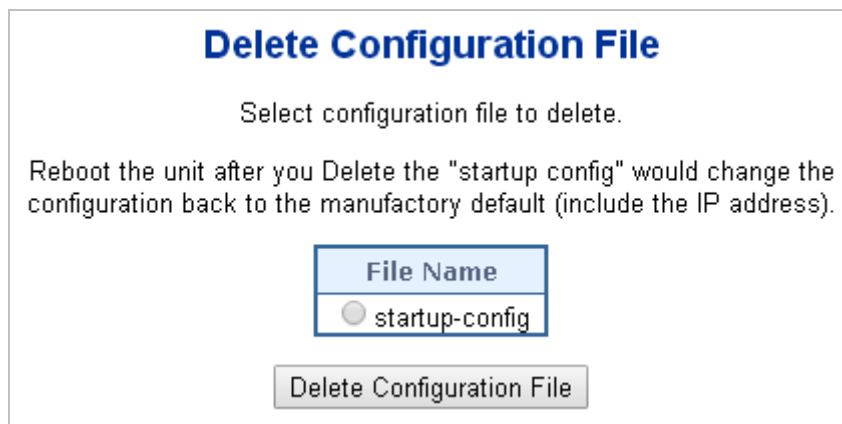 Delete Configuration File
Select configuration file to delete.
Reboot the unit after you Delete the "startup config" would change the
configuration back to the manufactory default (include the IP address).
File Name
startup-config
Delete Configuration File